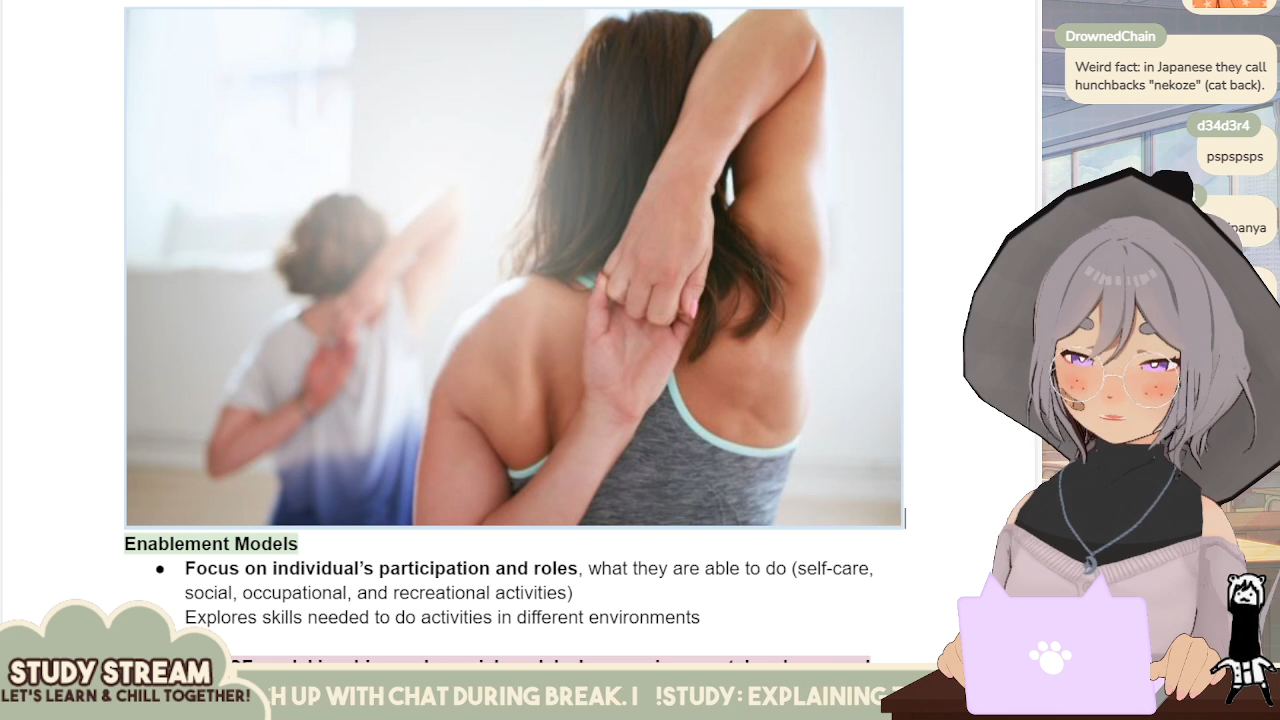 DrownedChain
Weird fact: in Japanese they call
hunchbacks "nekoze" (cat back).
d34d3r4
pspspsps
Enablement Models
● Focus on individual's participation and roles, what they are able to do (self-care,
social, occupational, and recreational activities)
Explores skills needed to do activities in different environments
STUDY STREAM
LET'S LEARN & CHILL TOGETHER!
H UP WITH CHAT DURING BREAK. | !STUDY: EXPLAINING